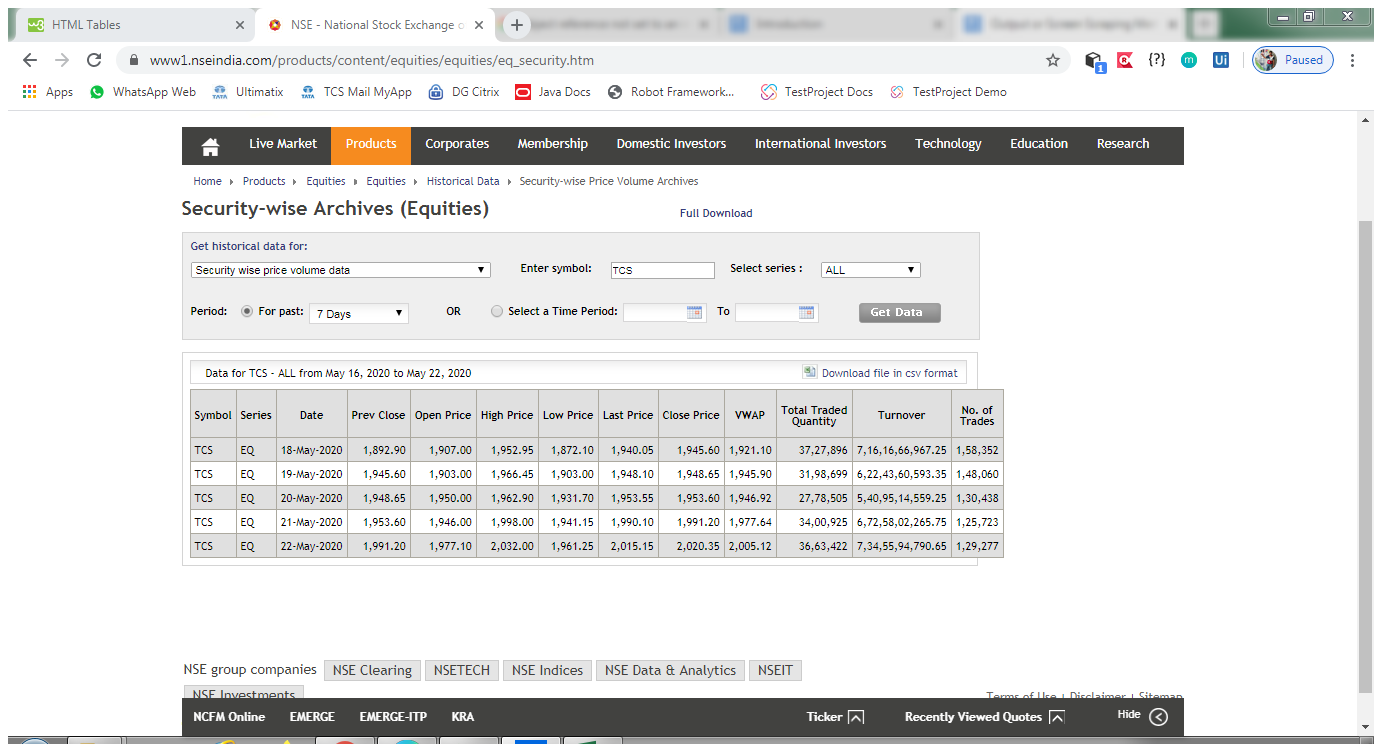 HTML Tables
NSE - National Stock Exchange o
www1.nseindia.com/products/content/equities/equities/eq_security.htm
1 {?} m Ui Paused
Apps WhatsApp Web Ultimatix TCS Mail MyApp DG Citrix Java Docs Robot Framework... TestProject Docs TestProject Demo
Live Market Products Corporates Membership Domestic Investors International Investors Technology Education Research
Home Products Equities Equities Historical Data Security-wise Price Volume Archives
Security-wise Archives (Equities) Full Download
Get historical data for:
Security wise price volume data Enter symbol: TCS Select series : ALL
Period: For past: 7 Days OR Select a Time Period: To Get Data
Data for TCS - ALL from May 16, 2020 to May 22, 2020 Download file in csv format
Symbol Series Date Prev Close Open Price High Price Low Price Last Price Close Price VWAP Total Traded Quantity Turnover No. of Trades
TCS EQ 18-May-2020 1,892.90 1,907.00 1,952.95 1,872.10 1,940.05 1,945.60 1,921.10 37,27,896 7,16,16,66,967.25 1,58,352
TCS EQ 19-May-2020 1,945.60 1,903.00 1,966.45 1,903.00 1,948.10 1,948.65 1,945.90 31,98,699 6,22,43,60,593.35 1,48,060
TCS EQ 20-May-2020 1,948.65 1,950.00 1,962.90 1,931.70 1,953.55 1,953.60 1,946.92 27,78,505 5,40,95,14,559.25 1,30,438
TCS EQ 21-May-2020 1,953.60 1,946.00 1,998.00 1,941.15 1,990.10 1,991.20 1,977.64 34,00,925 6,72,58,02,265.75 1,25,723
TCS EQ 22-May-2020 1,991.20 1,977.10 2,032.00 1,961.25 2,015.15 2,020.35 2,005.12 36,63,422 7,34,55,94,790.65 1,29,277
NSE group companies NSE Clearing NSETECH NSE Indices NSE Data & Analytics NSEIT
NSE Investments Terms of Use | Disclaimer | Sitemap
NCFM Online EMERGE EMERGE-ITP KRA Ticker Recently Viewed Quotes Hide